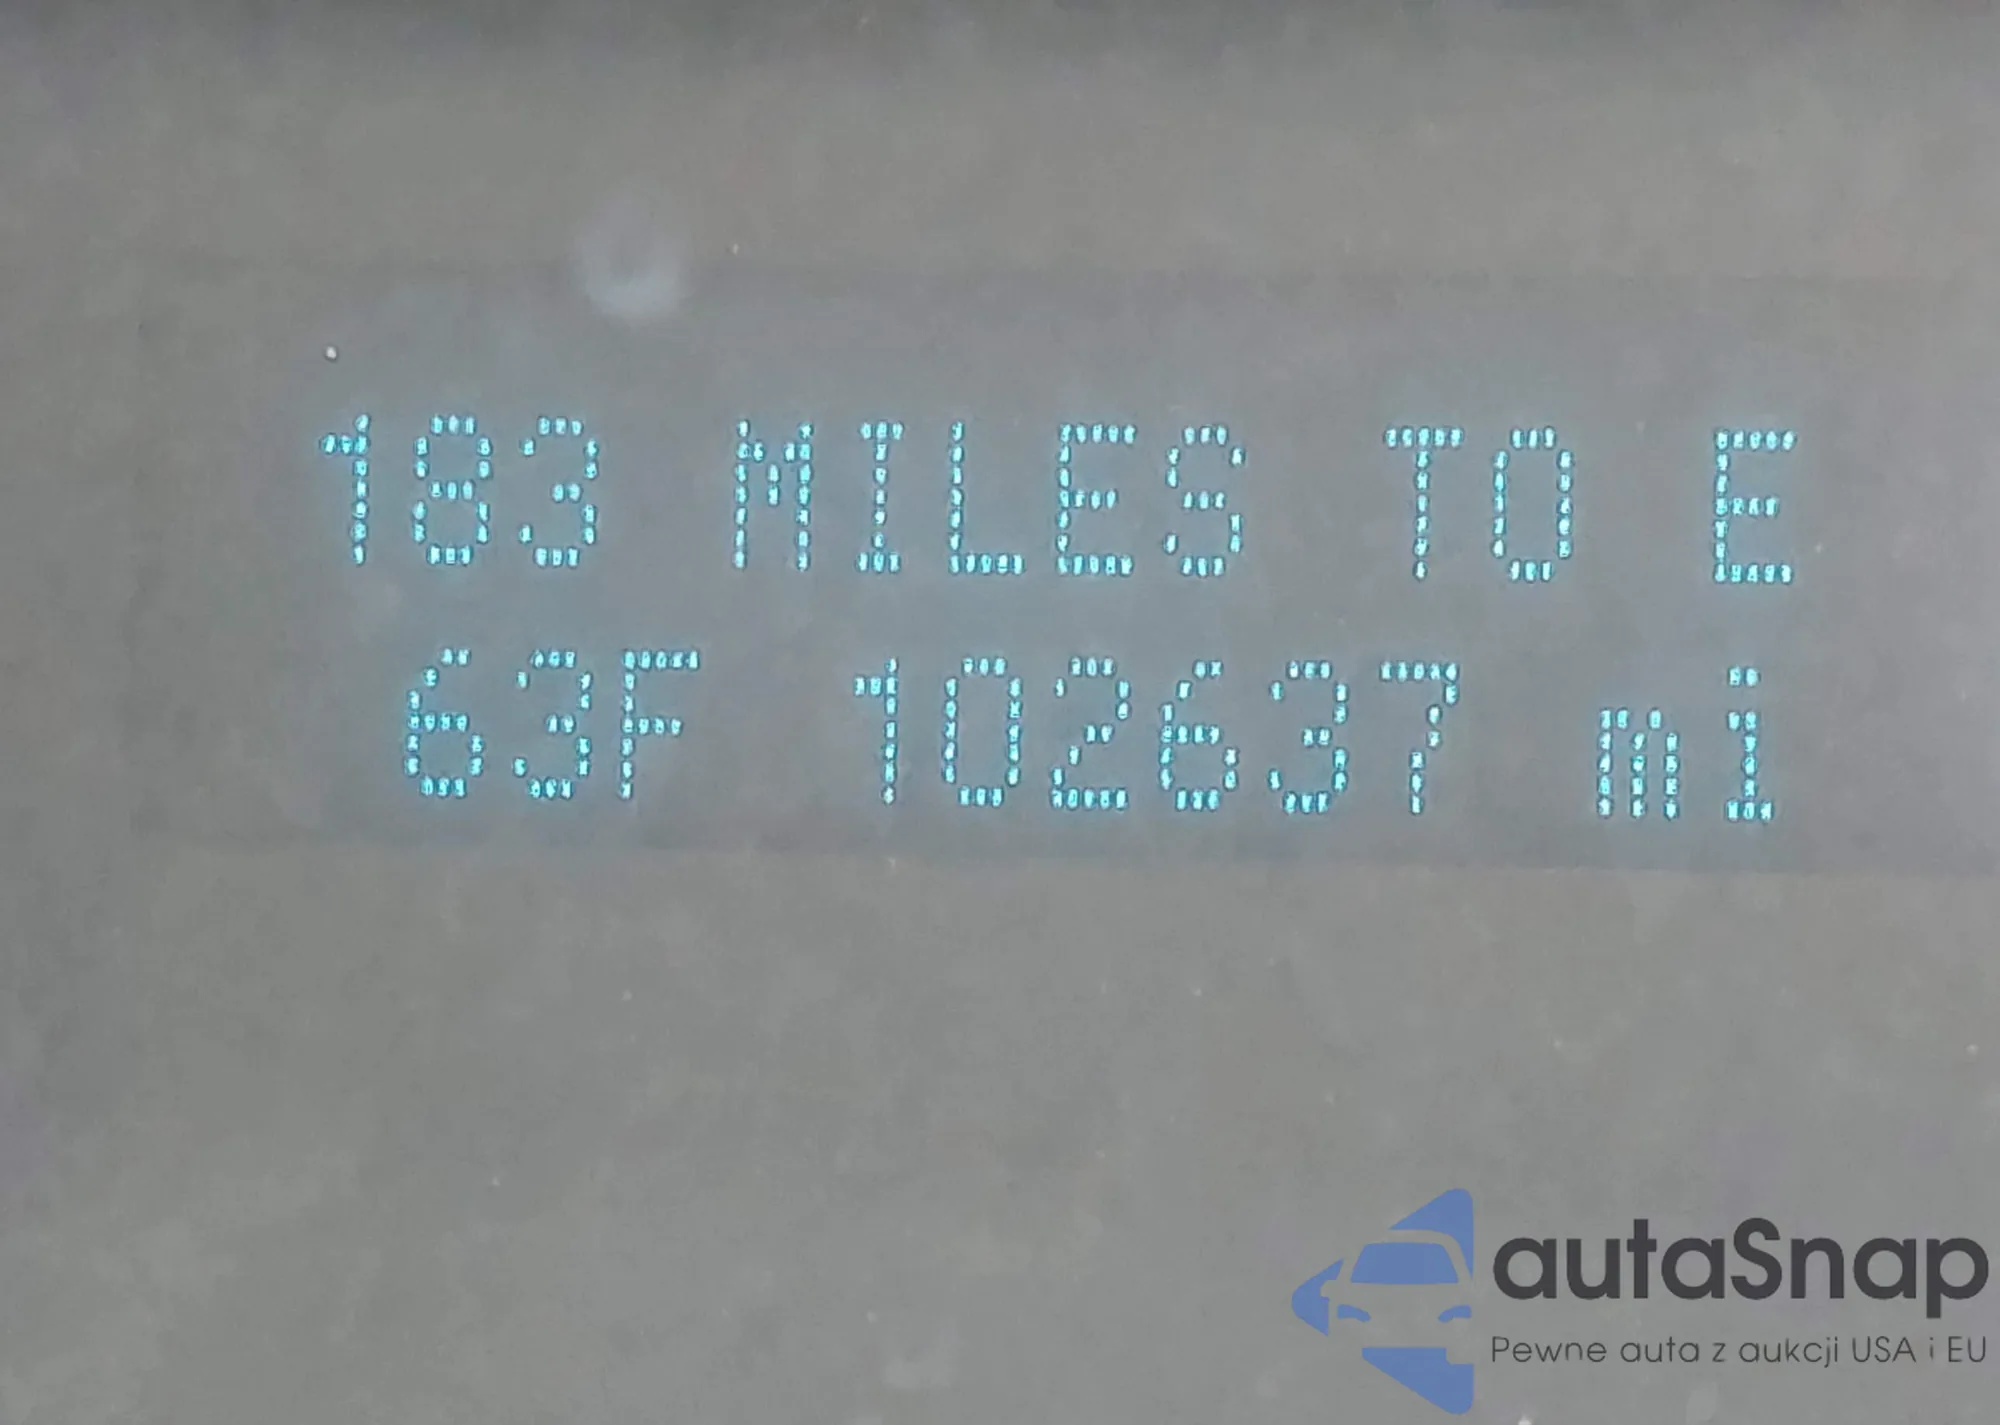 183 MILES TO E
63F 102637 mi
autaSnap
Pewne auta z aukcji USA i EU